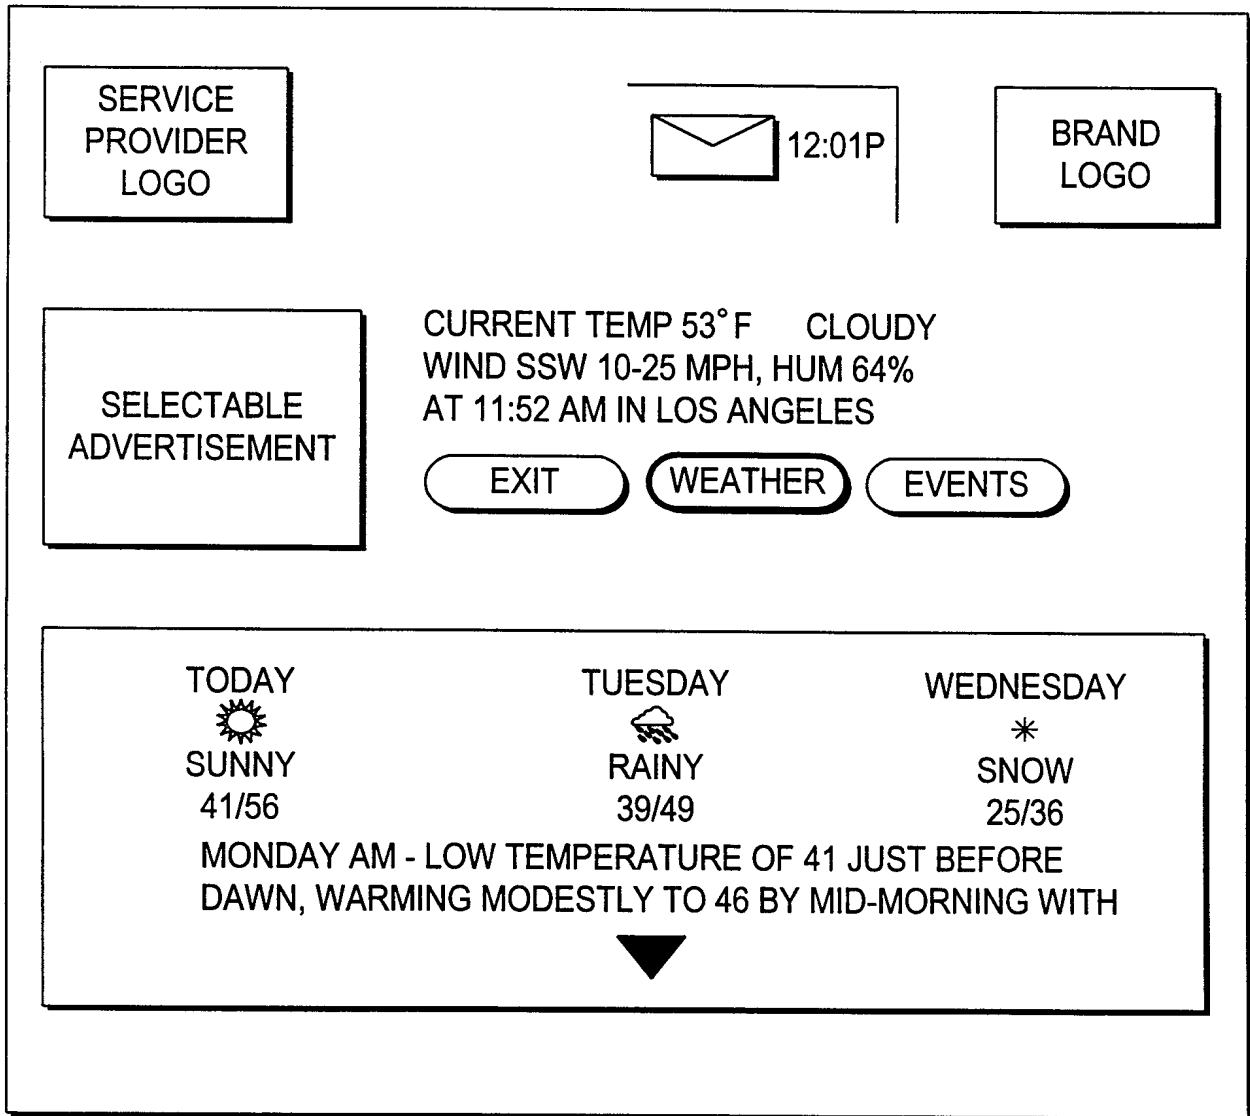 SERVICE
PROVIDER
LOGO
12:01P
BRAND
LOGO
SELECTABLE
ADVERTISEMENT
CURRENT TEMP 53°F CLOUDY
WIND SSW 10-25 MPH, HUM 64%
AT 11:52 AM IN LOS ANGELES
EXIT WEATHER EVENTS
TODAY TUESDAY WEDNESDAY
SUNNY RAINY SNOW
41/56 39/49 25/36
MONDAY AM - LOW TEMPERATURE OF 41 JUST BEFORE
DAWN, WARMING MODESTLY TO 46 BY MID-MORNING WITH